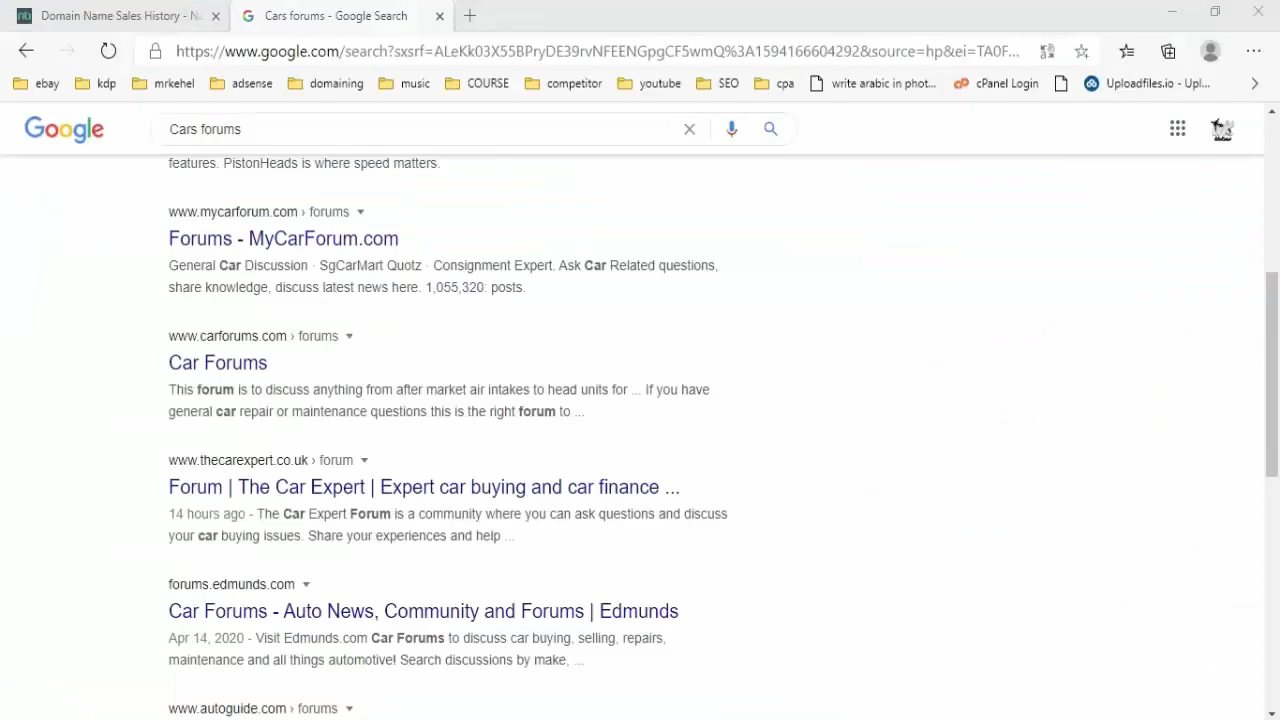 Domain Name Sales History - Na
Cars forums - Google Search
https://www.google.com/search?sxsrf=ALeKk03X55BPryDE39rvNFEENGpgCF5wmQ%3A1594166604292&source=hp&ei=TA0F...
ebay
kdp
mrkehel
adsense
domaining
music
COURSE
competitor
youtube
SEO
cpa
write arabic in phot...
cPanel Login
Uploadfiles.io - Upl...
Google
Cars forums
features. PistonHeads is where speed matters.
www.mycarforum.com › forums
Forums - MyCarForum.com
General Car Discussion · SgCarMart Quotz · Consignment Expert. Ask Car Related questions,
share knowledge, discuss latest news here. 1,055,320: posts.
www.carforums.com › forums
Car Forums
This forum is to discuss anything from after market air intakes to head units for ... If you have
general car repair or maintenance questions this is the right forum to ...
www.thecarexpert.co.uk › forum
Forum | The Car Expert | Expert car buying and car finance ...
14 hours ago - The Car Expert Forum is a community where you can ask questions and discuss
your car buying issues. Share your experiences and help ...
forums.edmunds.com
Car Forums - Auto News, Community and Forums | Edmunds
Apr 14, 2020 - Visit Edmunds.com Car Forums to discuss car buying, selling, repairs,
maintenance and all things automotive! Search discussions by make, ...
www.autoguide.com › forums